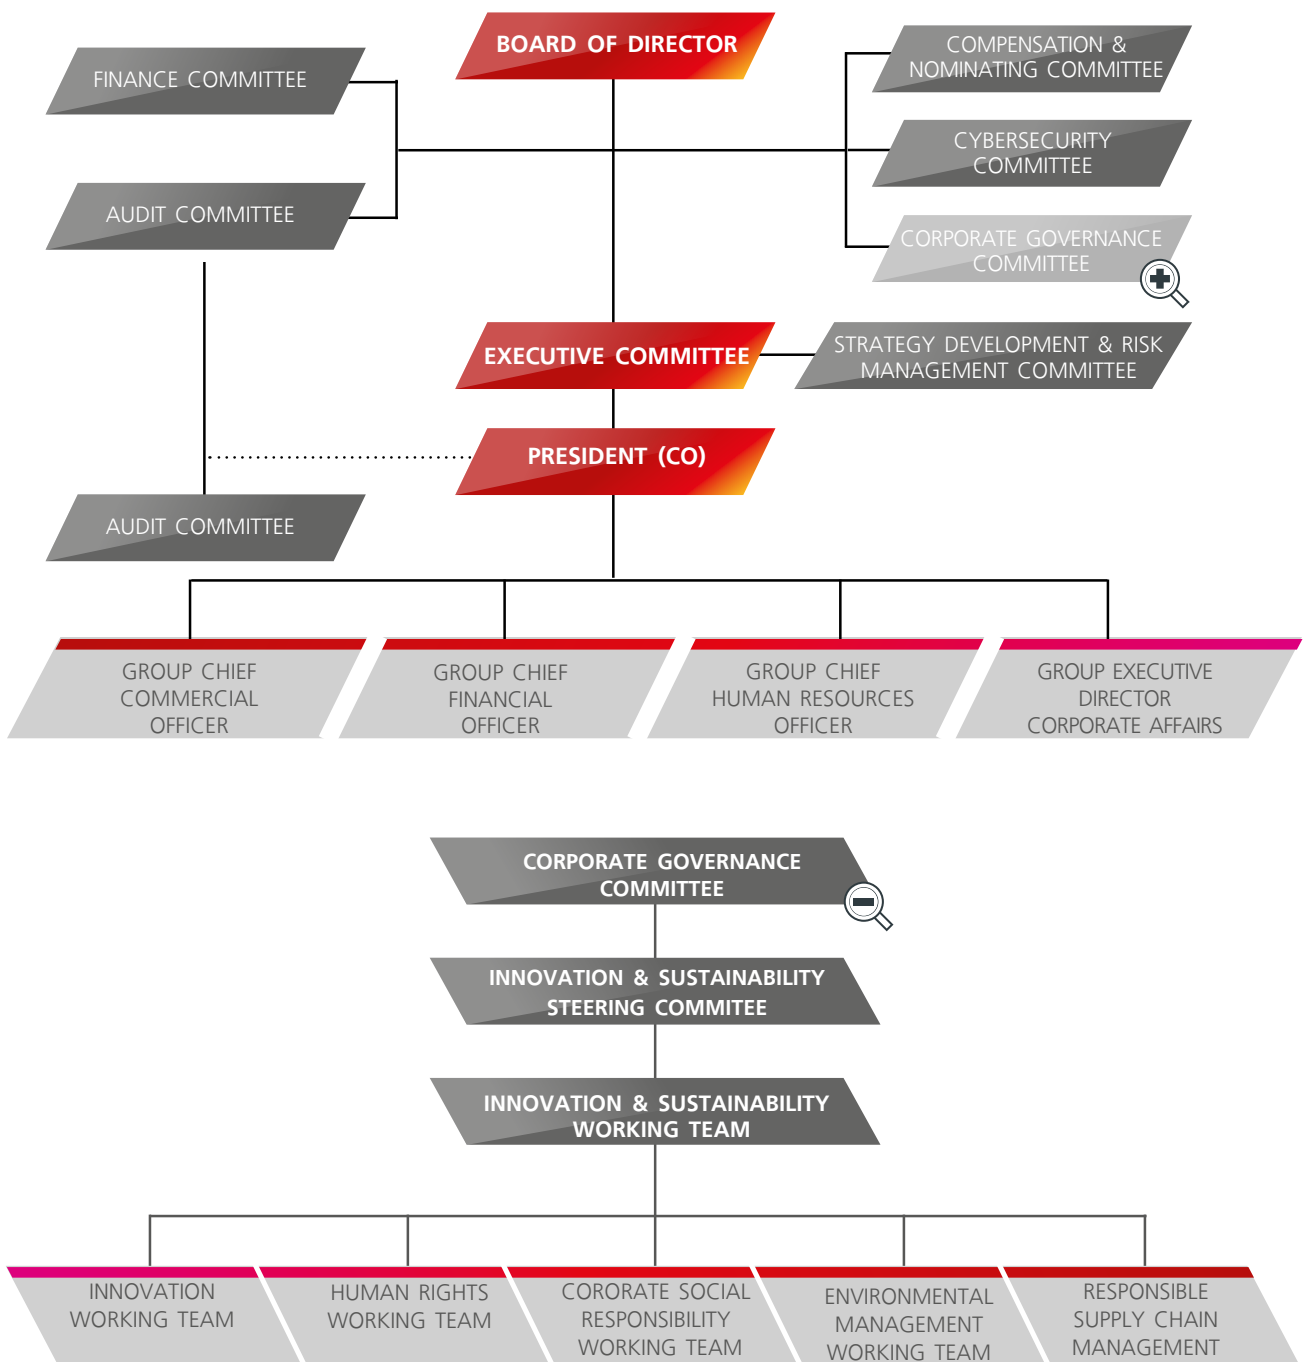 BOARD OF DIRECTOR
FINANCE COMMITTEE
COMPENSATION &
NOMINATING COMMITTEE
CYBERSECURITY
COMMITTEE
AUDIT COMMITTEE
CORPORATE GOVERNANCE
COMMITTEE
EXECUTIVE COMMITTEE
STRATEGY DEVELOPMENT & RISK
MANAGEMENT COMMITTEE
PRESIDENT (CO)
AUDIT COMMITTEE
GROUP CHIEF
COMMERCIAL
OFFICER
GROUP CHIEF
FINANCIAL
OFFICER
GROUP CHIEF
HUMAN RESOURCES
OFFICER
GROUP EXECUTIVE
DIRECTOR
CORPORATE AFFAIRS
CORPORATE GOVERNANCE
COMMITTEE
INNOVATION & SUSTAINABILITY
STEERING COMMITEE
INNOVATION & SUSTAINABILITY
WORKING TEAM
INNOVATION
WORKING TEAM
HUMAN RIGHTS
WORKING TEAM
CORORATE SOCIAL
RESPONSIBILITY
WORKING TEAM
ENVIRONMENTAL
MANAGEMENT
WORKING TEAM
RESPONSIBLE
SUPPLY CHAIN
MANAGEMENT